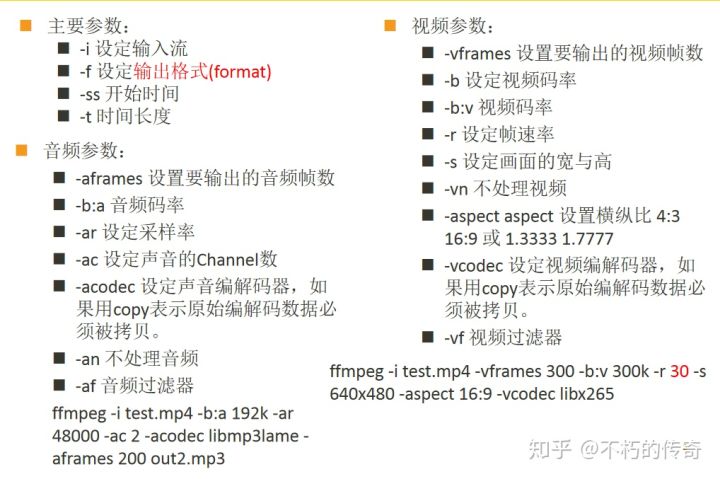 主要参数：
-i 设定输入流
-f 设定输出格式(format)
-ss 开始时间
-t 时间长度
音频参数：
-aframes 设置要输出的音频帧数
-b:a 音频码率
-ar 设定采样率
-ac 设定声音的Channel数
-acodec 设定声音编解码器，如
果用copy表示原始编解码数据必
须被拷贝。
-an 不处理音频
-af 音频过滤器
ffmpeg -i test.mp4 -b:a 192k -ar
48000 -ac 2 -acodec libmp3lame -
aframes 200 out2.mp3
视频参数：
-vframes 设置要输出的视频帧数
-b 设定视频码率
-b:v 视频码率
-r 设定帧速率
-s 设定画面的宽与高
-vn 不处理视频
-aspect aspect 设置横纵比 4:3
16:9 或 1.3333 1.7777
-vcodec 设定视频编解码器，如
果用copy表示原始编解码数据必
须被拷贝。
-vf 视频过滤器
ffmpeg -i test.mp4 -vframes 300 -b:v 300k -r 30 -s
640x480 -aspect 16:9 -vcodec libx265
知乎 @不朽的传奇